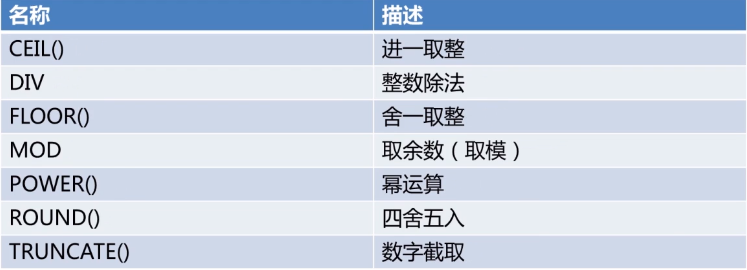 名称 描述
CEIL() 进一取整
DIV 整数除法
FLOOR() 舍一取整
MOD 取余数（取模）
POWER() 幂运算
ROUND() 四舍五入
TRUNCATE() 数字截取